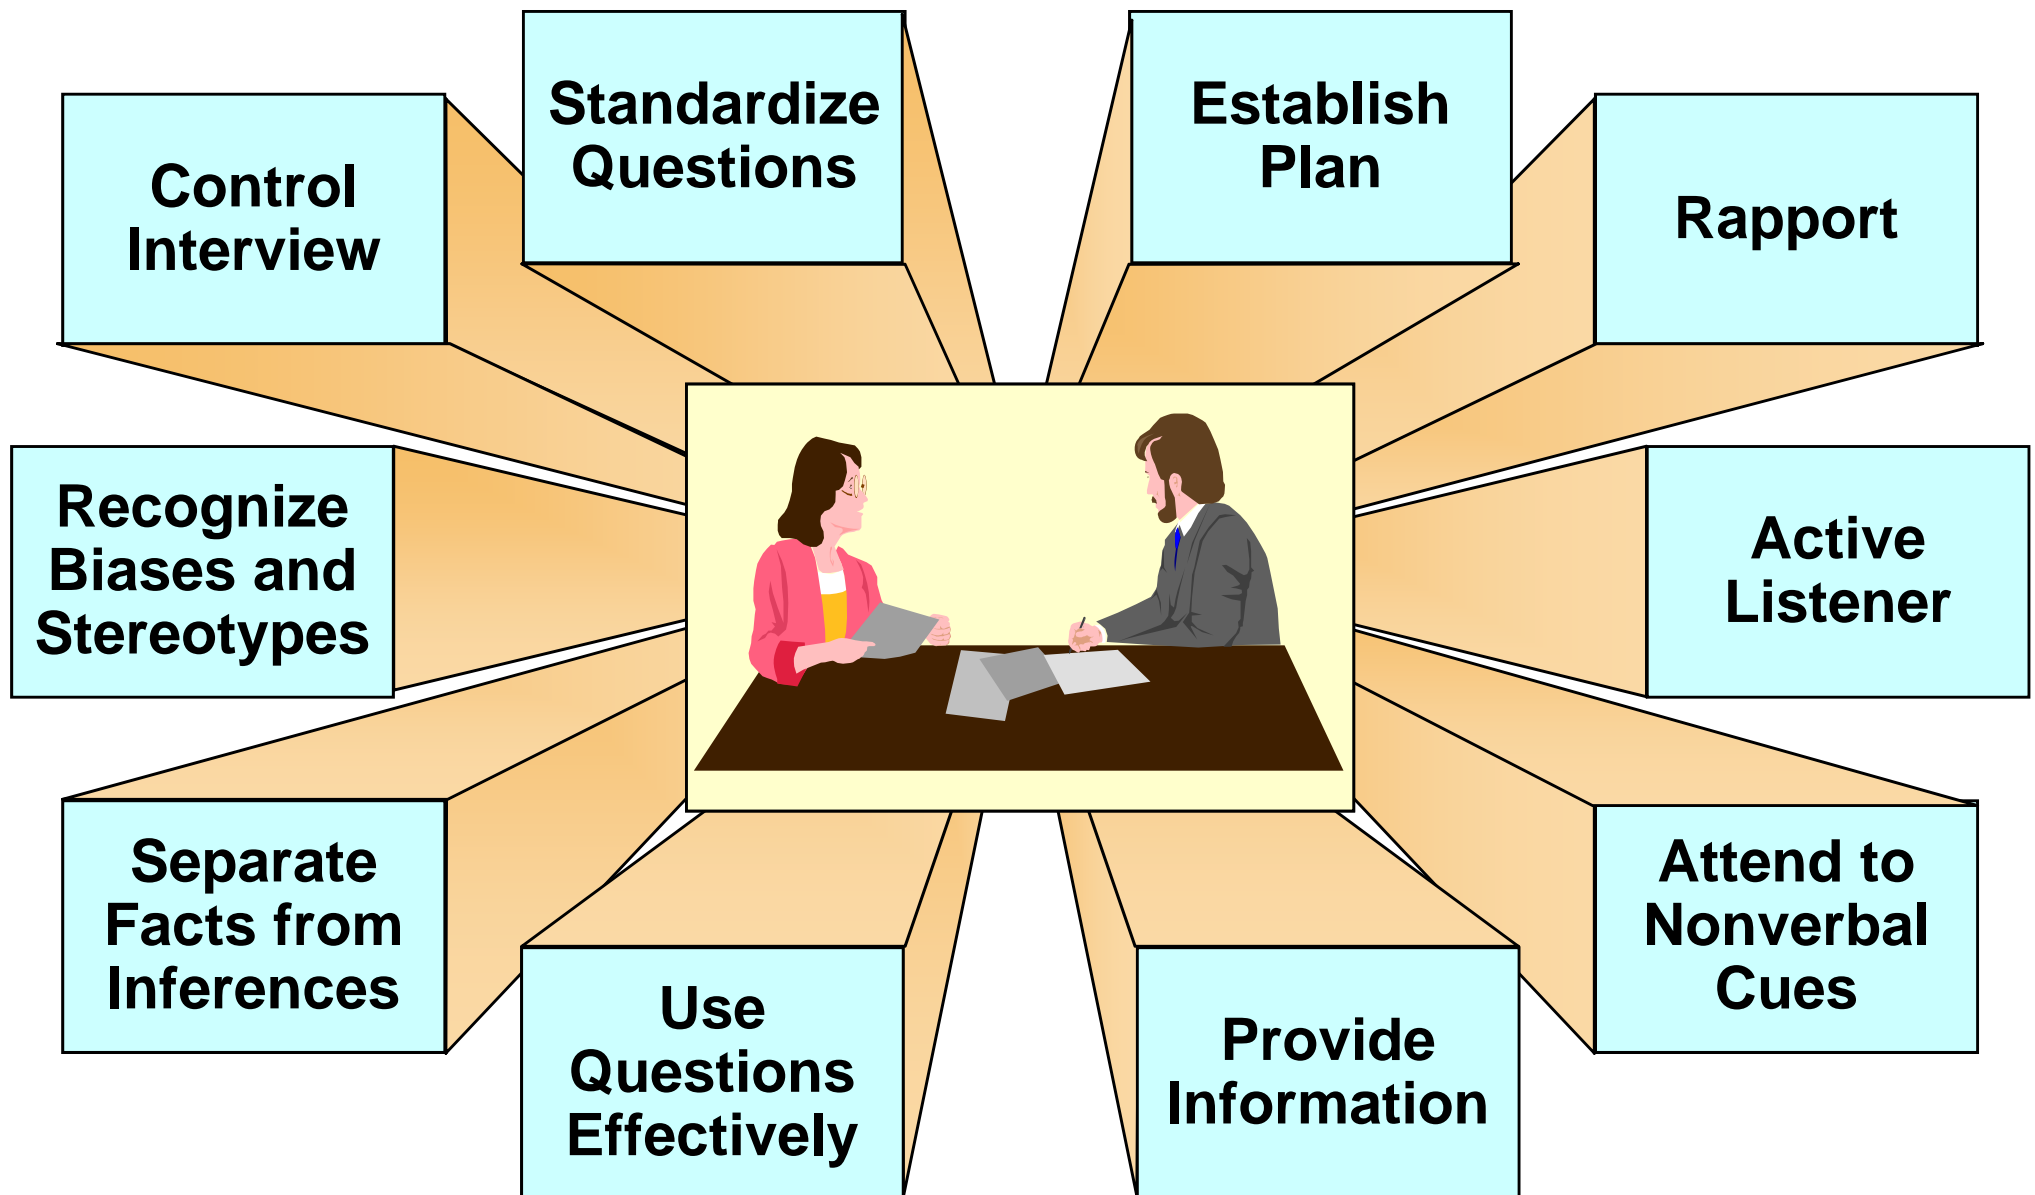 Standardize
Questions
Establish
Plan
Control
Interview
Rapport
Recognize
Biases and
Stereotypes
Active
Listener
Separate
Facts from
Inferences
Attend to
Nonverbal
Cues
Use
Questions
Effectively
Provide
Information